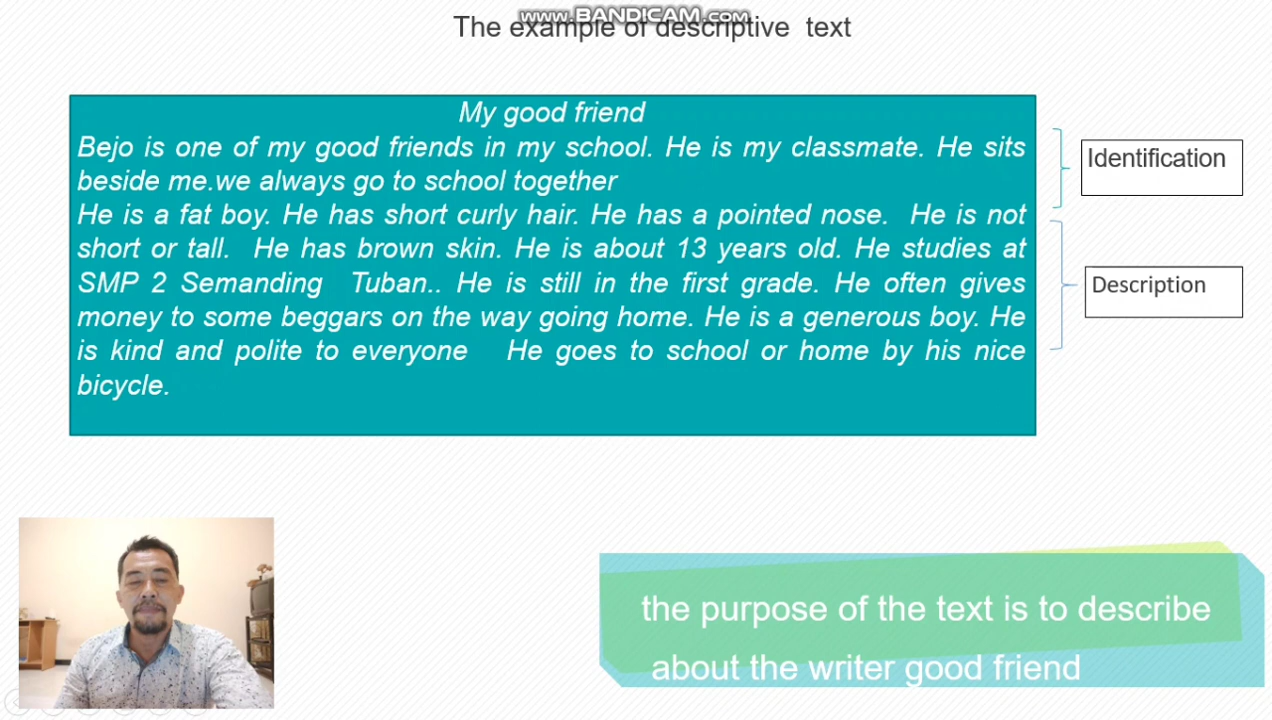 www.BANDICAM.com
The example of descriptive text
My good friend
Bejo is one of my good friends in my school. He is my classmate. He sits
beside me.we always go to school together
He is a fat boy. He has short curly hair. He has a pointed nose. He is not
short or tall. He has brown skin. He is about 13 years old. He studies at
SMP 2 Semanding Tuban.. He is still in the first grade. He often gives
money to some beggars on the way going home. He is a generous boy. He
is kind and polite to everyone He goes to school or home by his nice
bicycle.
Identification
Description
the purpose of the text is to describe
about the writer good friend